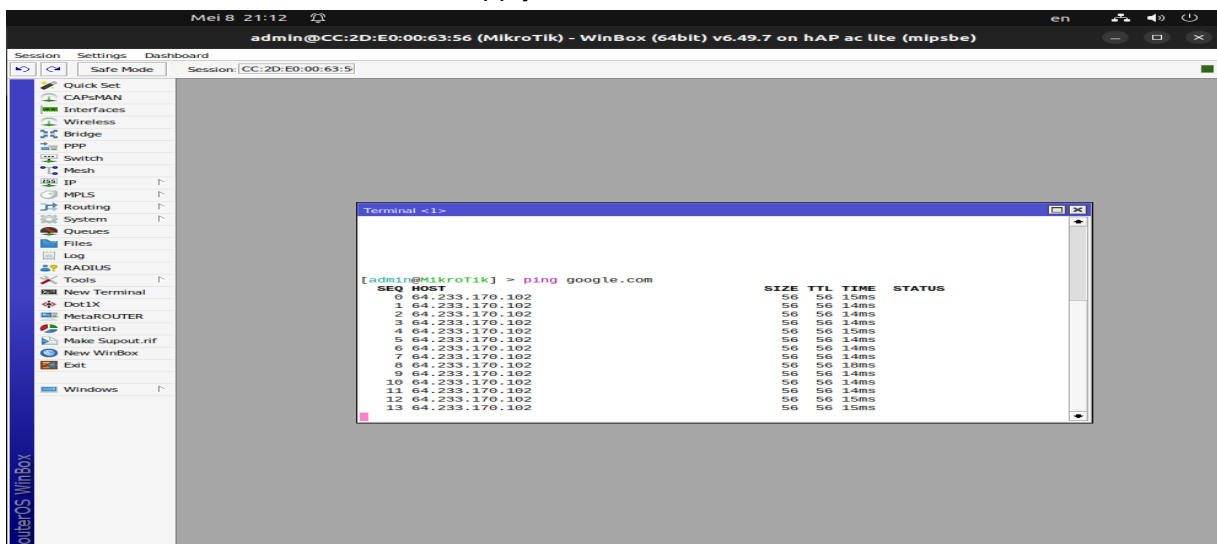 Mei 8 21:12
en
admin@CC:2D:E0:00:63:56 (MikroTik) - WinBox (64bit) v6.49.7 on hAP ac lite (mipsbe)
Session Settings Dashboard
Safe Mode Session: CC:2D:E0:00:63:5
Quick Set
CAPsMAN
Interfaces
Wireless
Bridge
PPP
Switch
Mesh
IP
MPLS
Routing
System
Queues
Files
Log
RADIUS
Tools
New Terminal
Dot1X
MetaROUTER
Partition
Make Supout.rif
New WinBox
Exit
Windows
outerOS WinBox
Terminal <1>
[admin@MikroTik] > ping google.com
SEQ HOST SIZE TTL TIME STATUS
0 64.233.170.102 56 56 15ms
1 64.233.170.102 56 56 14ms
2 64.233.170.102 56 56 14ms
3 64.233.170.102 56 56 14ms
4 64.233.170.102 56 56 15ms
5 64.233.170.102 56 56 14ms
6 64.233.170.102 56 56 14ms
7 64.233.170.102 56 56 14ms
8 64.233.170.102 56 56 18ms
9 64.233.170.102 56 56 14ms
10 64.233.170.102 56 56 14ms
11 64.233.170.102 56 56 14ms
12 64.233.170.102 56 56 15ms
13 64.233.170.102 56 56 15ms